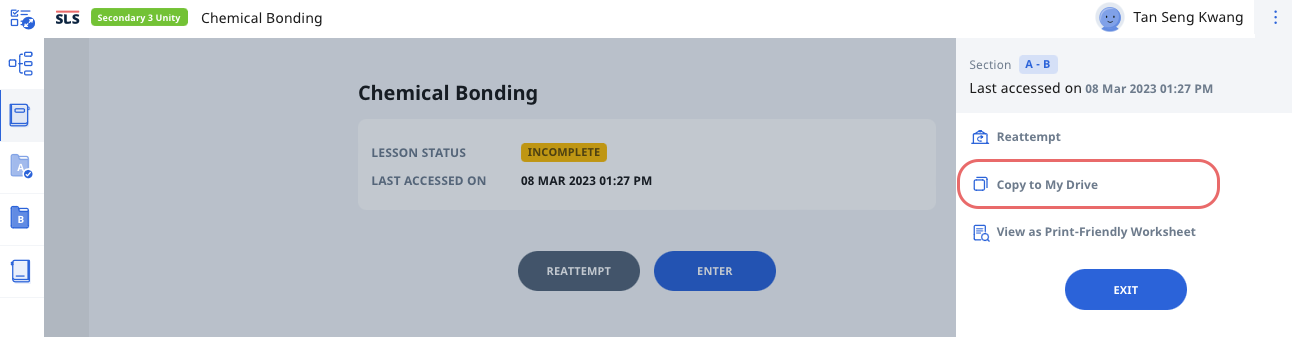 SLS Secondary 3 Unity Chemical Bonding Tan Seng Kwang
Section A - B
Last accessed on 08 Mar 2023 01:27 PM
Chemical Bonding
LESSON STATUS INCOMPLETE
LAST ACCESSED ON 08 MAR 2023 01:27 PM
REATTEMPT ENTER
Reattempt
Copy to My Drive
View as Print-Friendly Worksheet
EXIT
A
B